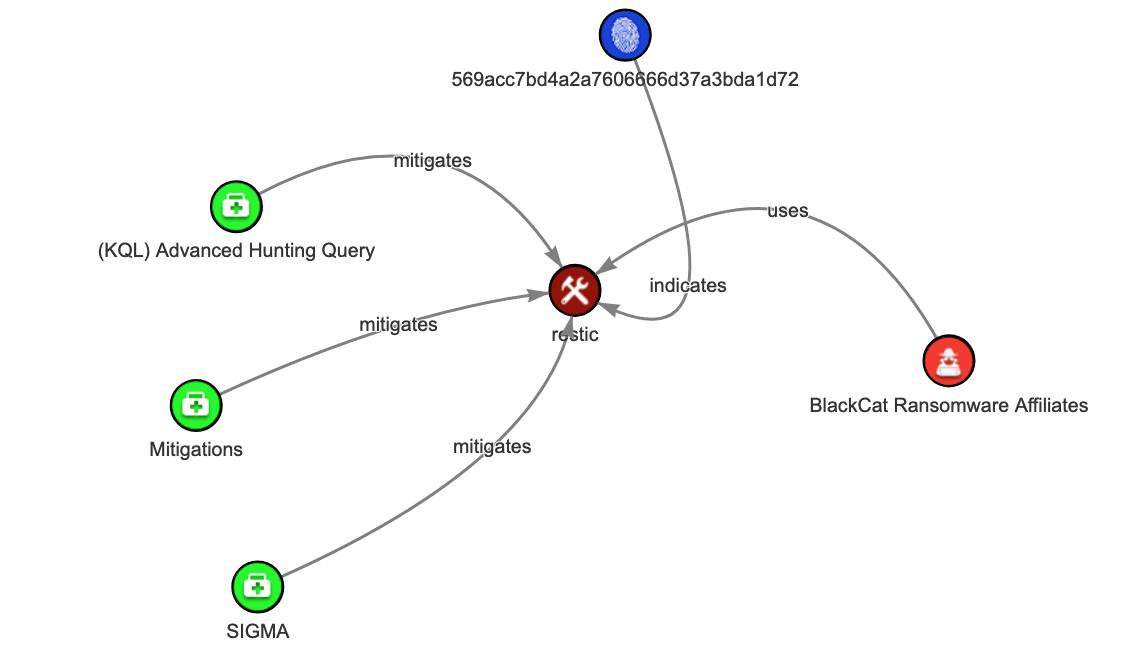 569acc7bd4a2a7606666d37a3bda1d72
mitigates
uses
(KQL) Advanced Hunting Query
indicates
mitigates
restic
BlackCat Ransomware Affiliates
Mitigations
mitigates
SIGMA